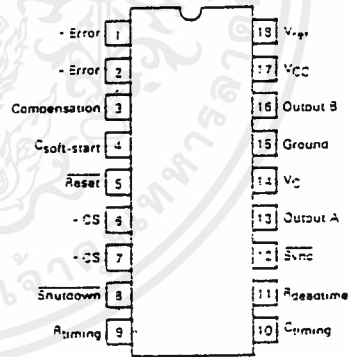 - Error 1
- Error 2
Compensation 3
Csoft-start 4
Reset 5
- CS 6
- CS 7
Shutdown 8
Rtiming 9
18 Vref
17 VCC
16 Output B
15 Ground
14 VC
13 Output A
12 Sync
11 Rdeadtime
10 Ctiming